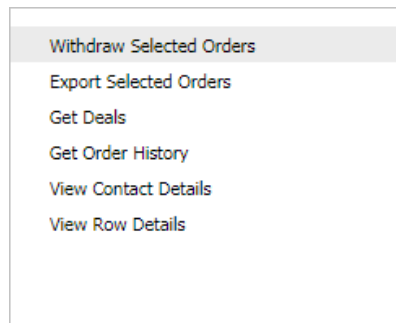 Withdraw Selected Orders
Export Selected Orders
Get Deals
Get Order History
View Contact Details
View Row Details